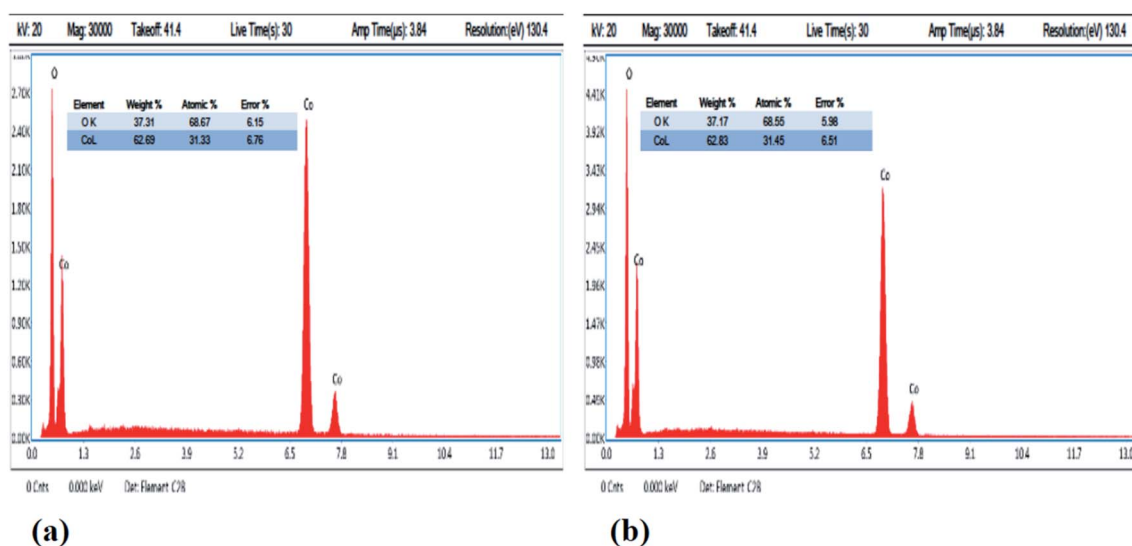 kV: 20 Mag: 30000 Takeoff: 41.4 Live Time(s): 30 Amp Time(µs): 3.84 Resolution:(eV) 130.4
O
2.70K
2.40K
2.10K
1.80K
1.50K
1.20K
0.90K
0.60K
0.30K
0.00K
Element Weight % Atomic % Error %
O K 37.31 68.67 6.15
CoL 62.69 31.33 6.76
Co
Co
Co
0.0 1.3 2.6 3.9 5.2 6.5 7.8 9.1 10.4 11.7 13.0
0 Cnts 0.000 keV Det: Element C2B
(a)
kV: 20 Mag: 30000 Takeoff: 41.4 Live Time(s): 30 Amp Time(µs): 3.84 Resolution:(eV) 130.4
O
4.41K
3.92K
3.43K
2.94K
2.45K
1.96K
1.47K
0.98K
0.00K
Element Weight % Atomic % Error %
O K 37.17 68.55 5.98
CoL 62.83 31.45 6.51
Co
Co
Co
0.0 1.3 2.6 3.9 5.2 6.5 7.8 9.1 10.4 11.7 13.0
0 Cnts 0.000 keV Det: Element C2B
(b)